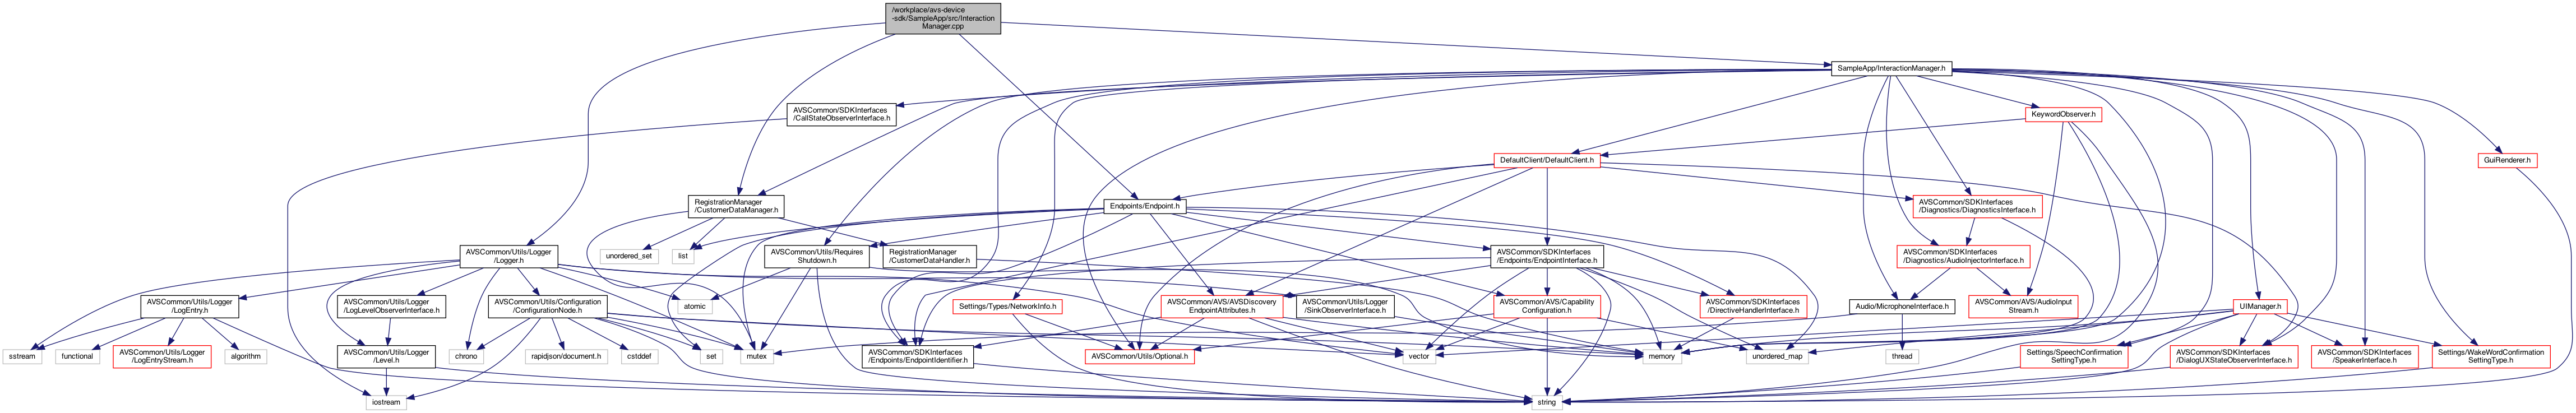 /workplace/avs-device
-sdk/SampleApp/src/Interaction
Manager.cpp
SampleApp/InteractionManager.h
AVSCommon/SDKInterfaces
/CallStateObserverInterface.h
KeywordObserver.h
DefaultClient/DefaultClient.h
GuiRenderer.h
RegistrationManager
/CustomerDataManager.h
Endpoints/Endpoint.h
AVSCommon/SDKInterfaces
/Diagnostics/DiagnosticsInterface.h
AVSCommon/Utils/Logger
/Logger.h
unordered_set
list
AVSCommon/Utils/Requires
Shutdown.h
RegistrationManager
/CustomerDataHandler.h
AVSCommon/SDKInterfaces
/Endpoints/EndpointInterface.h
AVSCommon/SDKInterfaces
/Diagnostics/AudioInjectorInterface.h
AVSCommon/Utils/Logger
/LogEntry.h
AVSCommon/Utils/Logger
/LogLevelObserverInterface.h
AVSCommon/Utils/Configuration
/ConfigurationNode.h
atomic
Settings/Types/NetworkInfo.h
AVSCommon/AVS/AVSDiscovery
EndpointAttributes.h
AVSCommon/Utils/Logger
/SinkObserverInterface.h
AVSCommon/AVS/Capability
Configuration.h
AVSCommon/SDKInterfaces
/DirectiveHandlerInterface.h
Audio/MicrophoneInterface.h
AVSCommon/AVS/AudioInput
Stream.h
UIManager.h
sstream
functional
AVSCommon/Utils/Logger
/LogEntryStream.h
algorithm
AVSCommon/Utils/Logger
/Level.h
chrono
rapidjson/document.h
cstddef
set
mutex
AVSCommon/SDKInterfaces
/Endpoints/EndpointIdentifier.h
AVSCommon/Utils/Optional.h
vector
memory
unordered_map
thread
Settings/SpeechConfirmation
SettingType.h
AVSCommon/SDKInterfaces
/DialogUXStateObserverInterface.h
AVSCommon/SDKInterfaces
/SpeakerInterface.h
Settings/WakeWordConfirmation
SettingType.h
iostream
string